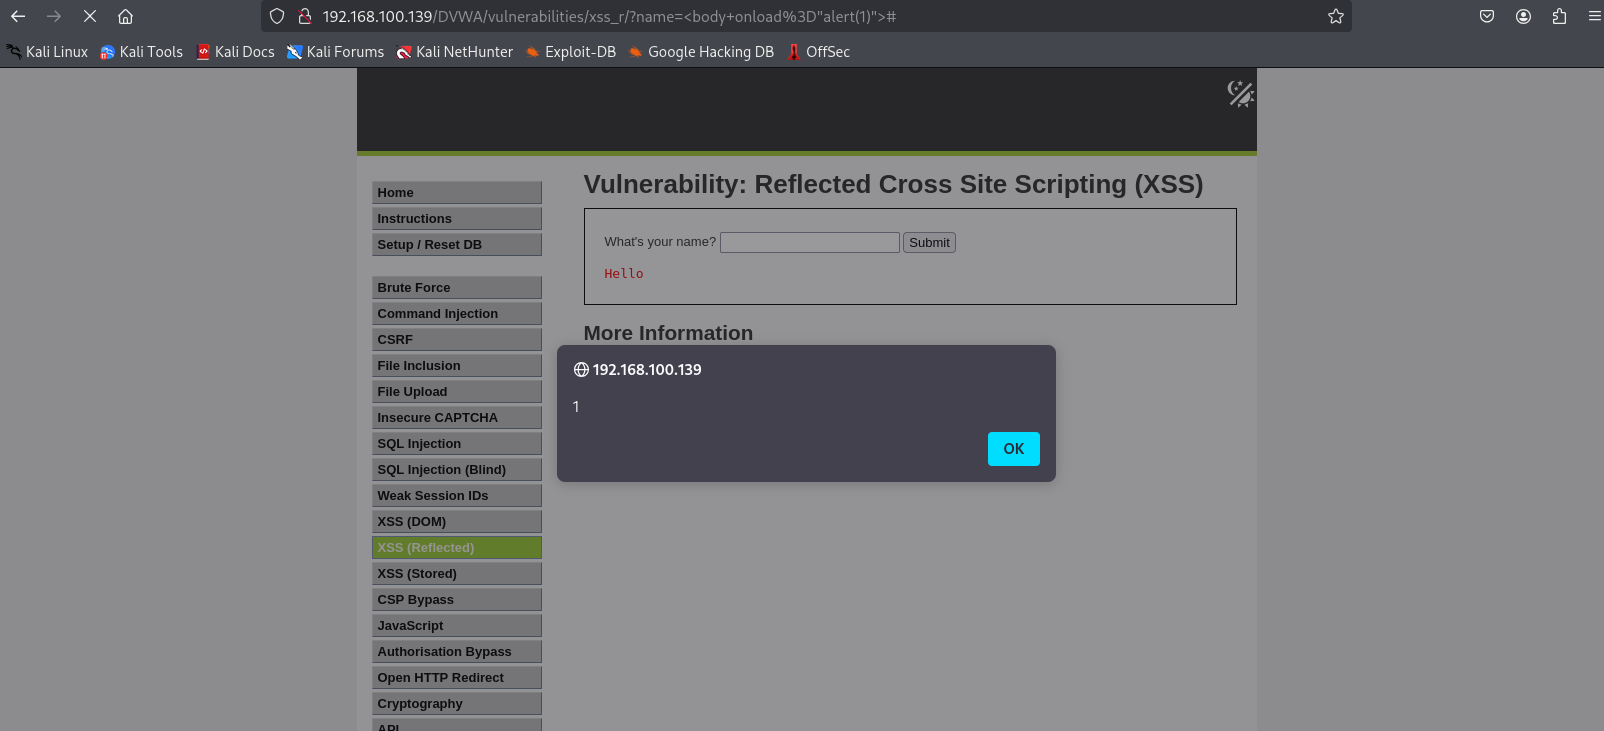 192.168.100.139/DVWA/vulnerabilities/xss_r/?name=<body+onload%3D"alert(1)">#
Kali Linux Kali Tools Kali Docs Kali Forums Kali NetHunter Exploit-DB Google Hacking DB OffSec
Home
Instructions
Setup / Reset DB
Brute Force
Command Injection
CSRF
File Inclusion
File Upload
Insecure CAPTCHA
SQL Injection
SQL Injection (Blind)
Weak Session IDs
XSS (DOM)
XSS (Reflected)
XSS (Stored)
CSP Bypass
JavaScript
Authorisation Bypass
Open HTTP Redirect
Cryptography
API
Vulnerability: Reflected Cross Site Scripting (XSS)
What's your name? Submit
Hello
More Information
192.168.100.139
1
OK